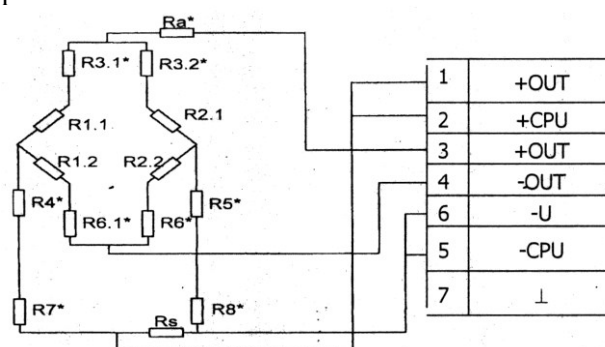 Ra*
R3.1* R3.2*
R1.1 R2.1
R1.2 R2.2
R4* R6.1* R6* R5*
R7* Rs R8*
1 +OUT
2 +CPU
3 +OUT
4 -OUT
6 -U
5 -CPU
7 ⊥